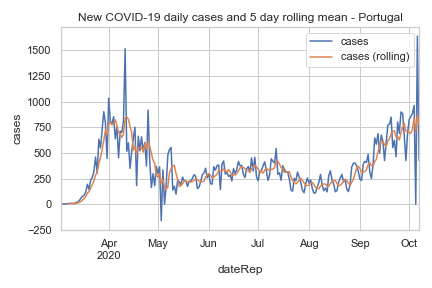 New COVID-19 daily cases and 5 day rolling mean - Portugal
cases
cases (rolling)
1500
1250
1000
750
500
250
0
−250
cases
Apr
2020
May
Jun
Jul
Aug
Sep
Oct
dateRep